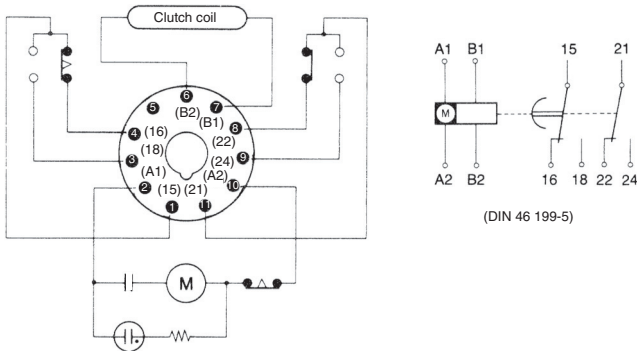 Clutch coil
6
5
7
(B2)
(B1)
4
8
(16)
(22)
(18)
3
9
(24)
(A1)
(A2)
2
10
(15) (21)
1
11
M
A1 B1
15
21
M
A2 B2
16 18 22 24
(DIN 46 199-5)